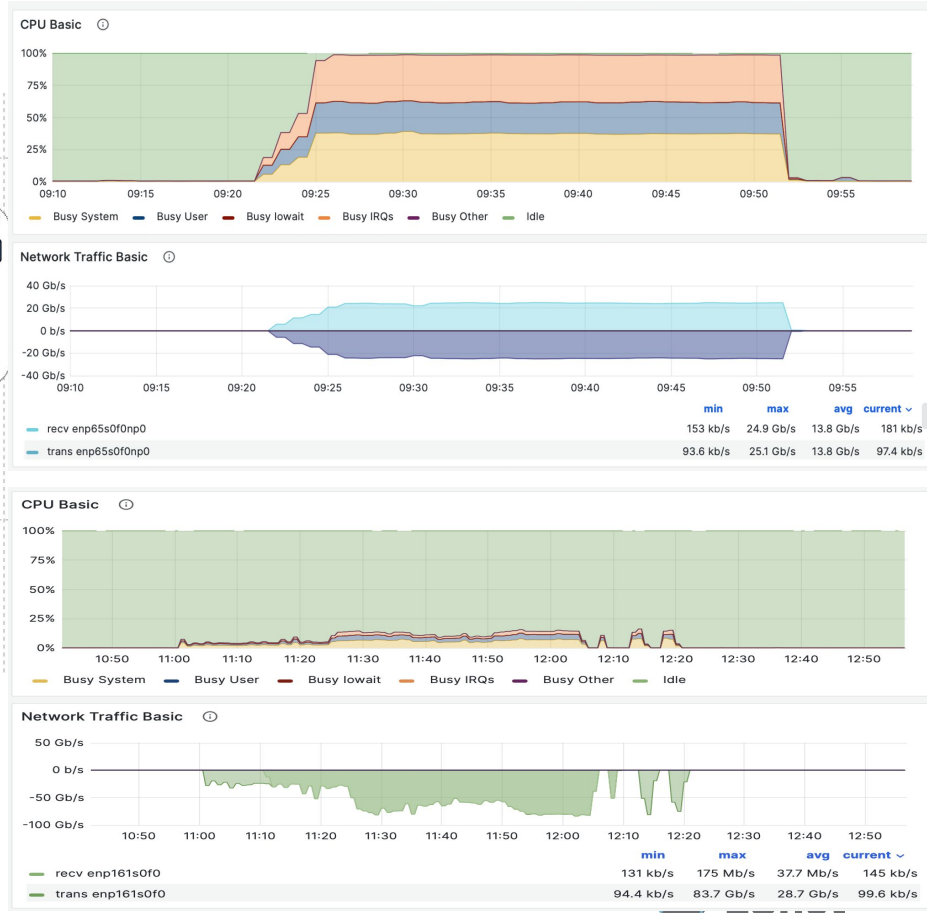 CPU Basic
100%
75%
50%
25%
0%
09:10 09:15 09:20 09:25 09:30 09:35 09:40 09:45 09:50 09:55
Busy System Busy User Busy Iowait Busy IRQs Busy Other Idle
Network Traffic Basic
40 Gb/s
20 Gb/s
0 b/s
-20 Gb/s
-40 Gb/s
09:10 09:15 09:20 09:25 09:30 09:35 09:40 09:45 09:50 09:55
min max avg current
recv enp65s0f0np0 153 kb/s 24.9 Gb/s 13.8 Gb/s 181 kb/s
trans enp65s0f0np0 93.6 kb/s 25.1 Gb/s 13.8 Gb/s 97.4 kb/s
CPU Basic
100%
75%
50%
25%
0%
10:50 11:00 11:10 11:20 11:30 11:40 11:50 12:00 12:10 12:20 12:30 12:40 12:50
Busy System Busy User Busy Iowait Busy IRQs Busy Other Idle
Network Traffic Basic
50 Gb/s
0 b/s
-50 Gb/s
-100 Gb/s
10:50 11:00 11:10 11:20 11:30 11:40 11:50 12:00 12:10 12:20 12:30 12:40 12:50
min max avg current
recv enp161s0f0 131 kb/s 175 Mb/s 37.7 Mb/s 145 kb/s
trans enp161s0f0 94.4 kb/s 83.7 Gb/s 28.7 Gb/s 99.6 kb/s